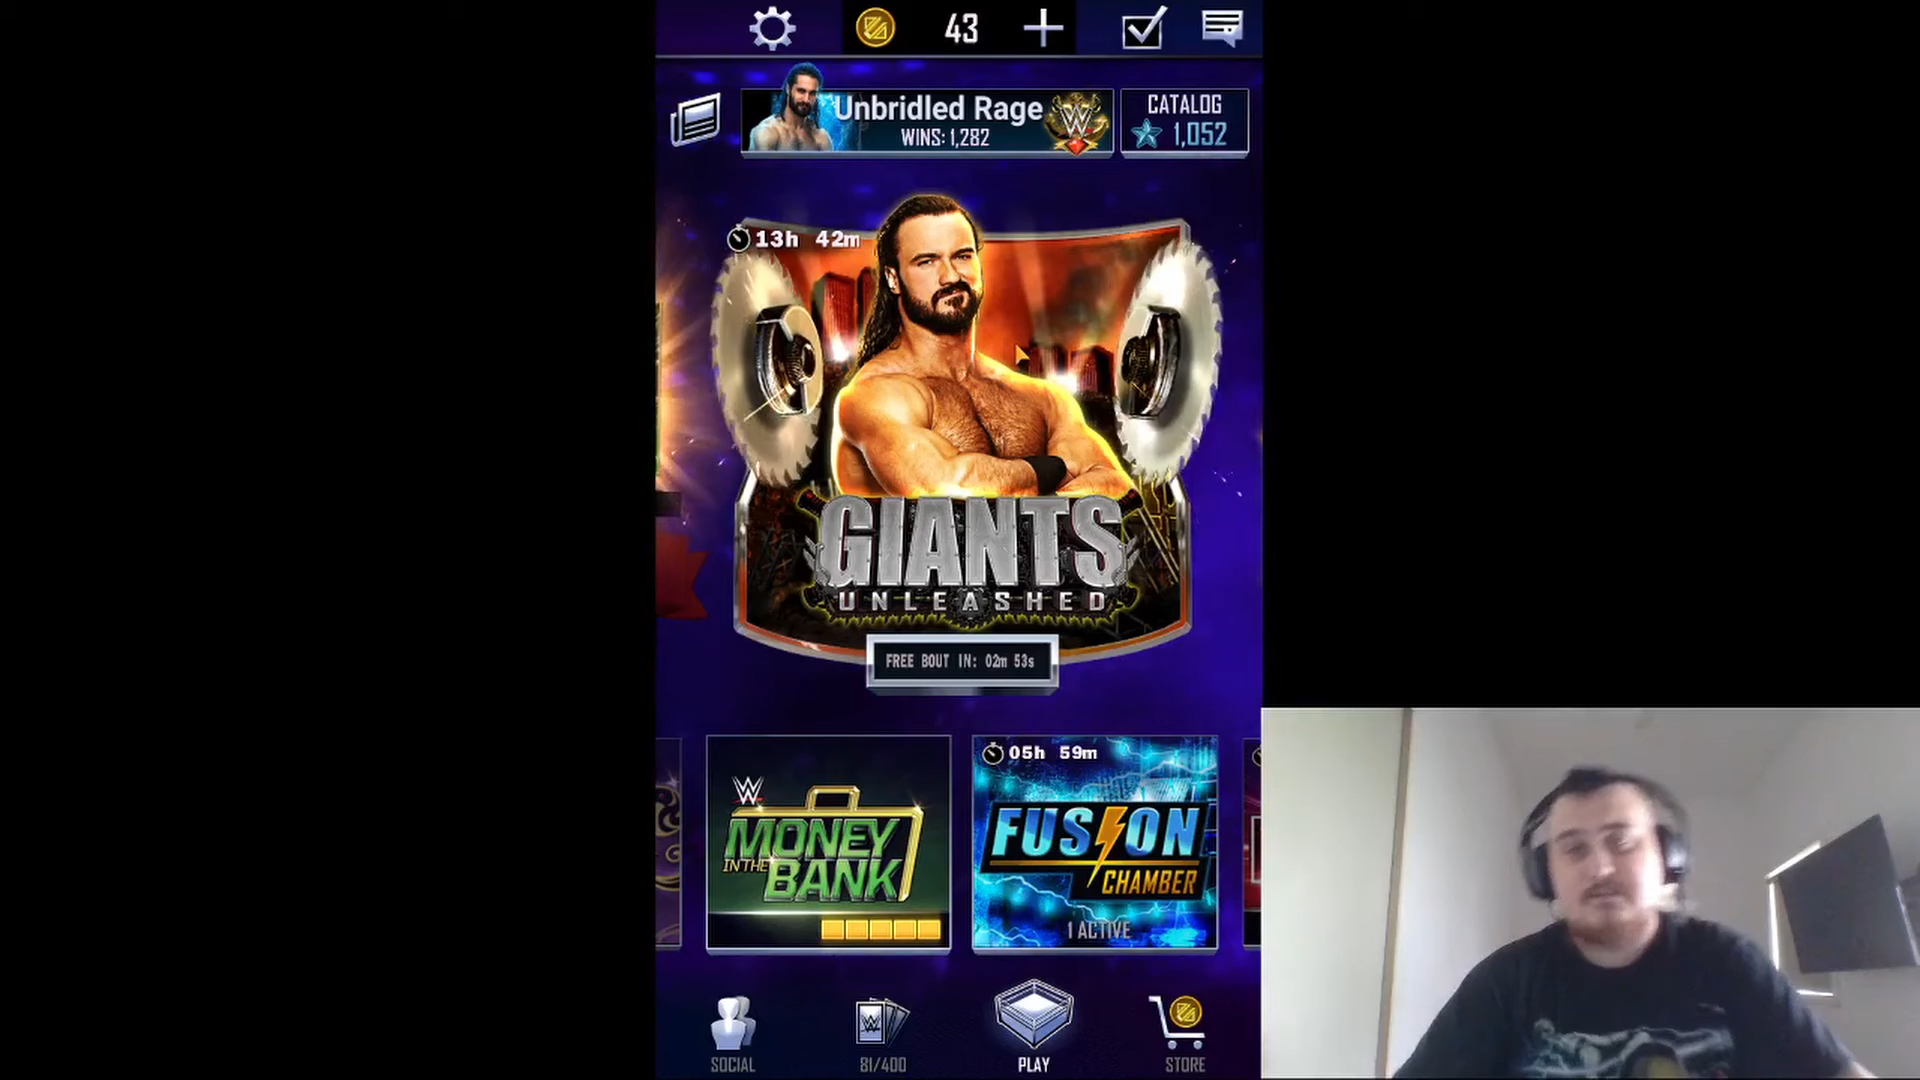 43
Unbridled Rage
WINS: 1,282
CATALOG
1,052
13h 42m
GIANTS
UNLEASHED
FREE BOUT IN: 02m 53s
W
MONEY
IN THE
BANK
05h 59m
FUSION
CHAMBER
1 ACTIVE
SOCIAL
81/400
PLAY
STORE